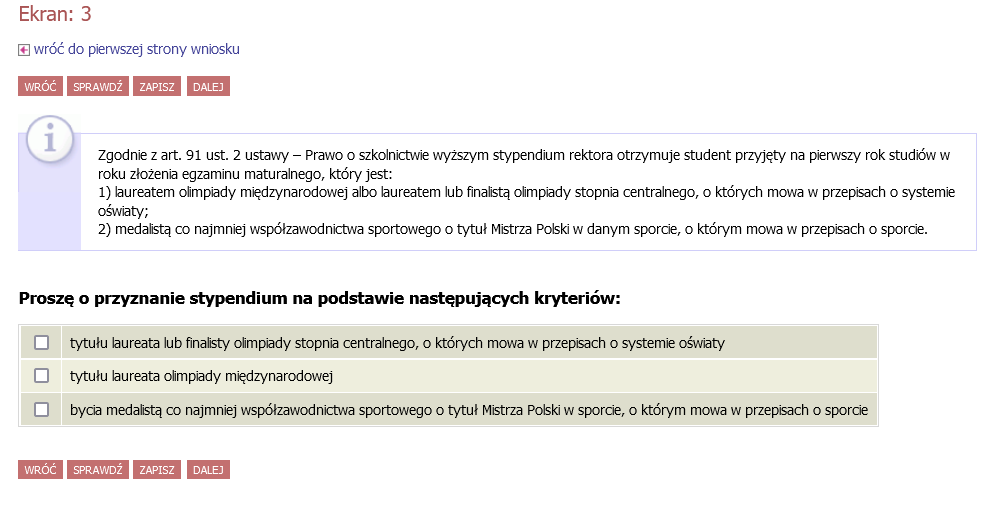 Ekran: 3
wróć do pierwszej strony wniosku
WRÓĆ SPRAWDŹ ZAPISZ DALEJ
Zgodnie z art. 91 ust. 2 ustawy – Prawo o szkolnictwie wyższym stypendium rektora otrzymuje student przyjęty na pierwszy rok studiów w
roku złożenia egzaminu maturalnego, który jest:
1) laureatem olimpiady międzynarodowej albo laureatem lub finalistą olimpiady stopnia centralnego, o których mowa w przepisach o systemie
oświaty;
2) medalistą co najmniej współzawodnictwa sportowego o tytuł Mistrza Polski w danym sporcie, o którym mowa w przepisach o sporcie.
Proszę o przyznanie stypendium na podstawie następujących kryteriów:
tytułu laureata lub finalisty olimpiady stopnia centralnego, o których mowa w przepisach o systemie oświaty
tytułu laureata olimpiady międzynarodowej
bycia medalistą co najmniej współzawodnictwa sportowego o tytuł Mistrza Polski w sporcie, o którym mowa w przepisach o sporcie
WRÓĆ SPRAWDŹ ZAPISZ DALEJ